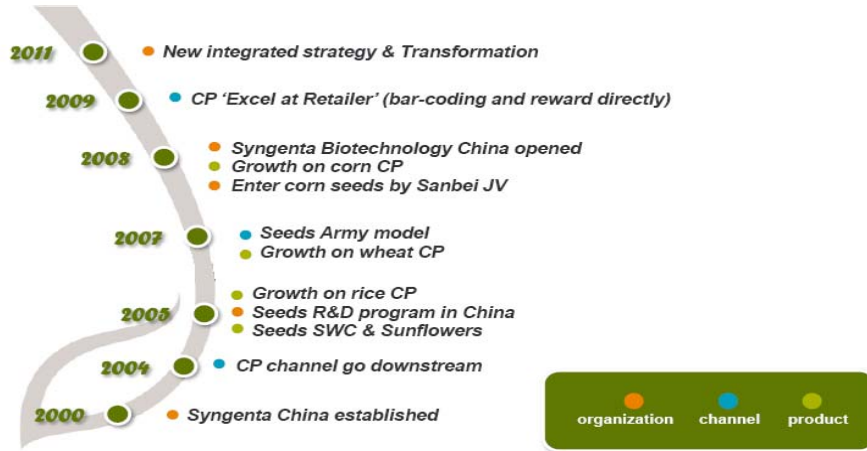 2011
New integrated strategy & Transformation
2009
CP ‘Excel at Retailer’ (bar-coding and reward directly)
2008
Syngenta Biotechnology China opened
Growth on corn CP
Enter corn seeds by Sanbei JV
2007
Seeds Army model
Growth on wheat CP
2005
Growth on rice CP
Seeds R&D program in China
Seeds SWC & Sunflowers
2004
CP channel go downstream
2000
Syngenta China established
organization
channel
product